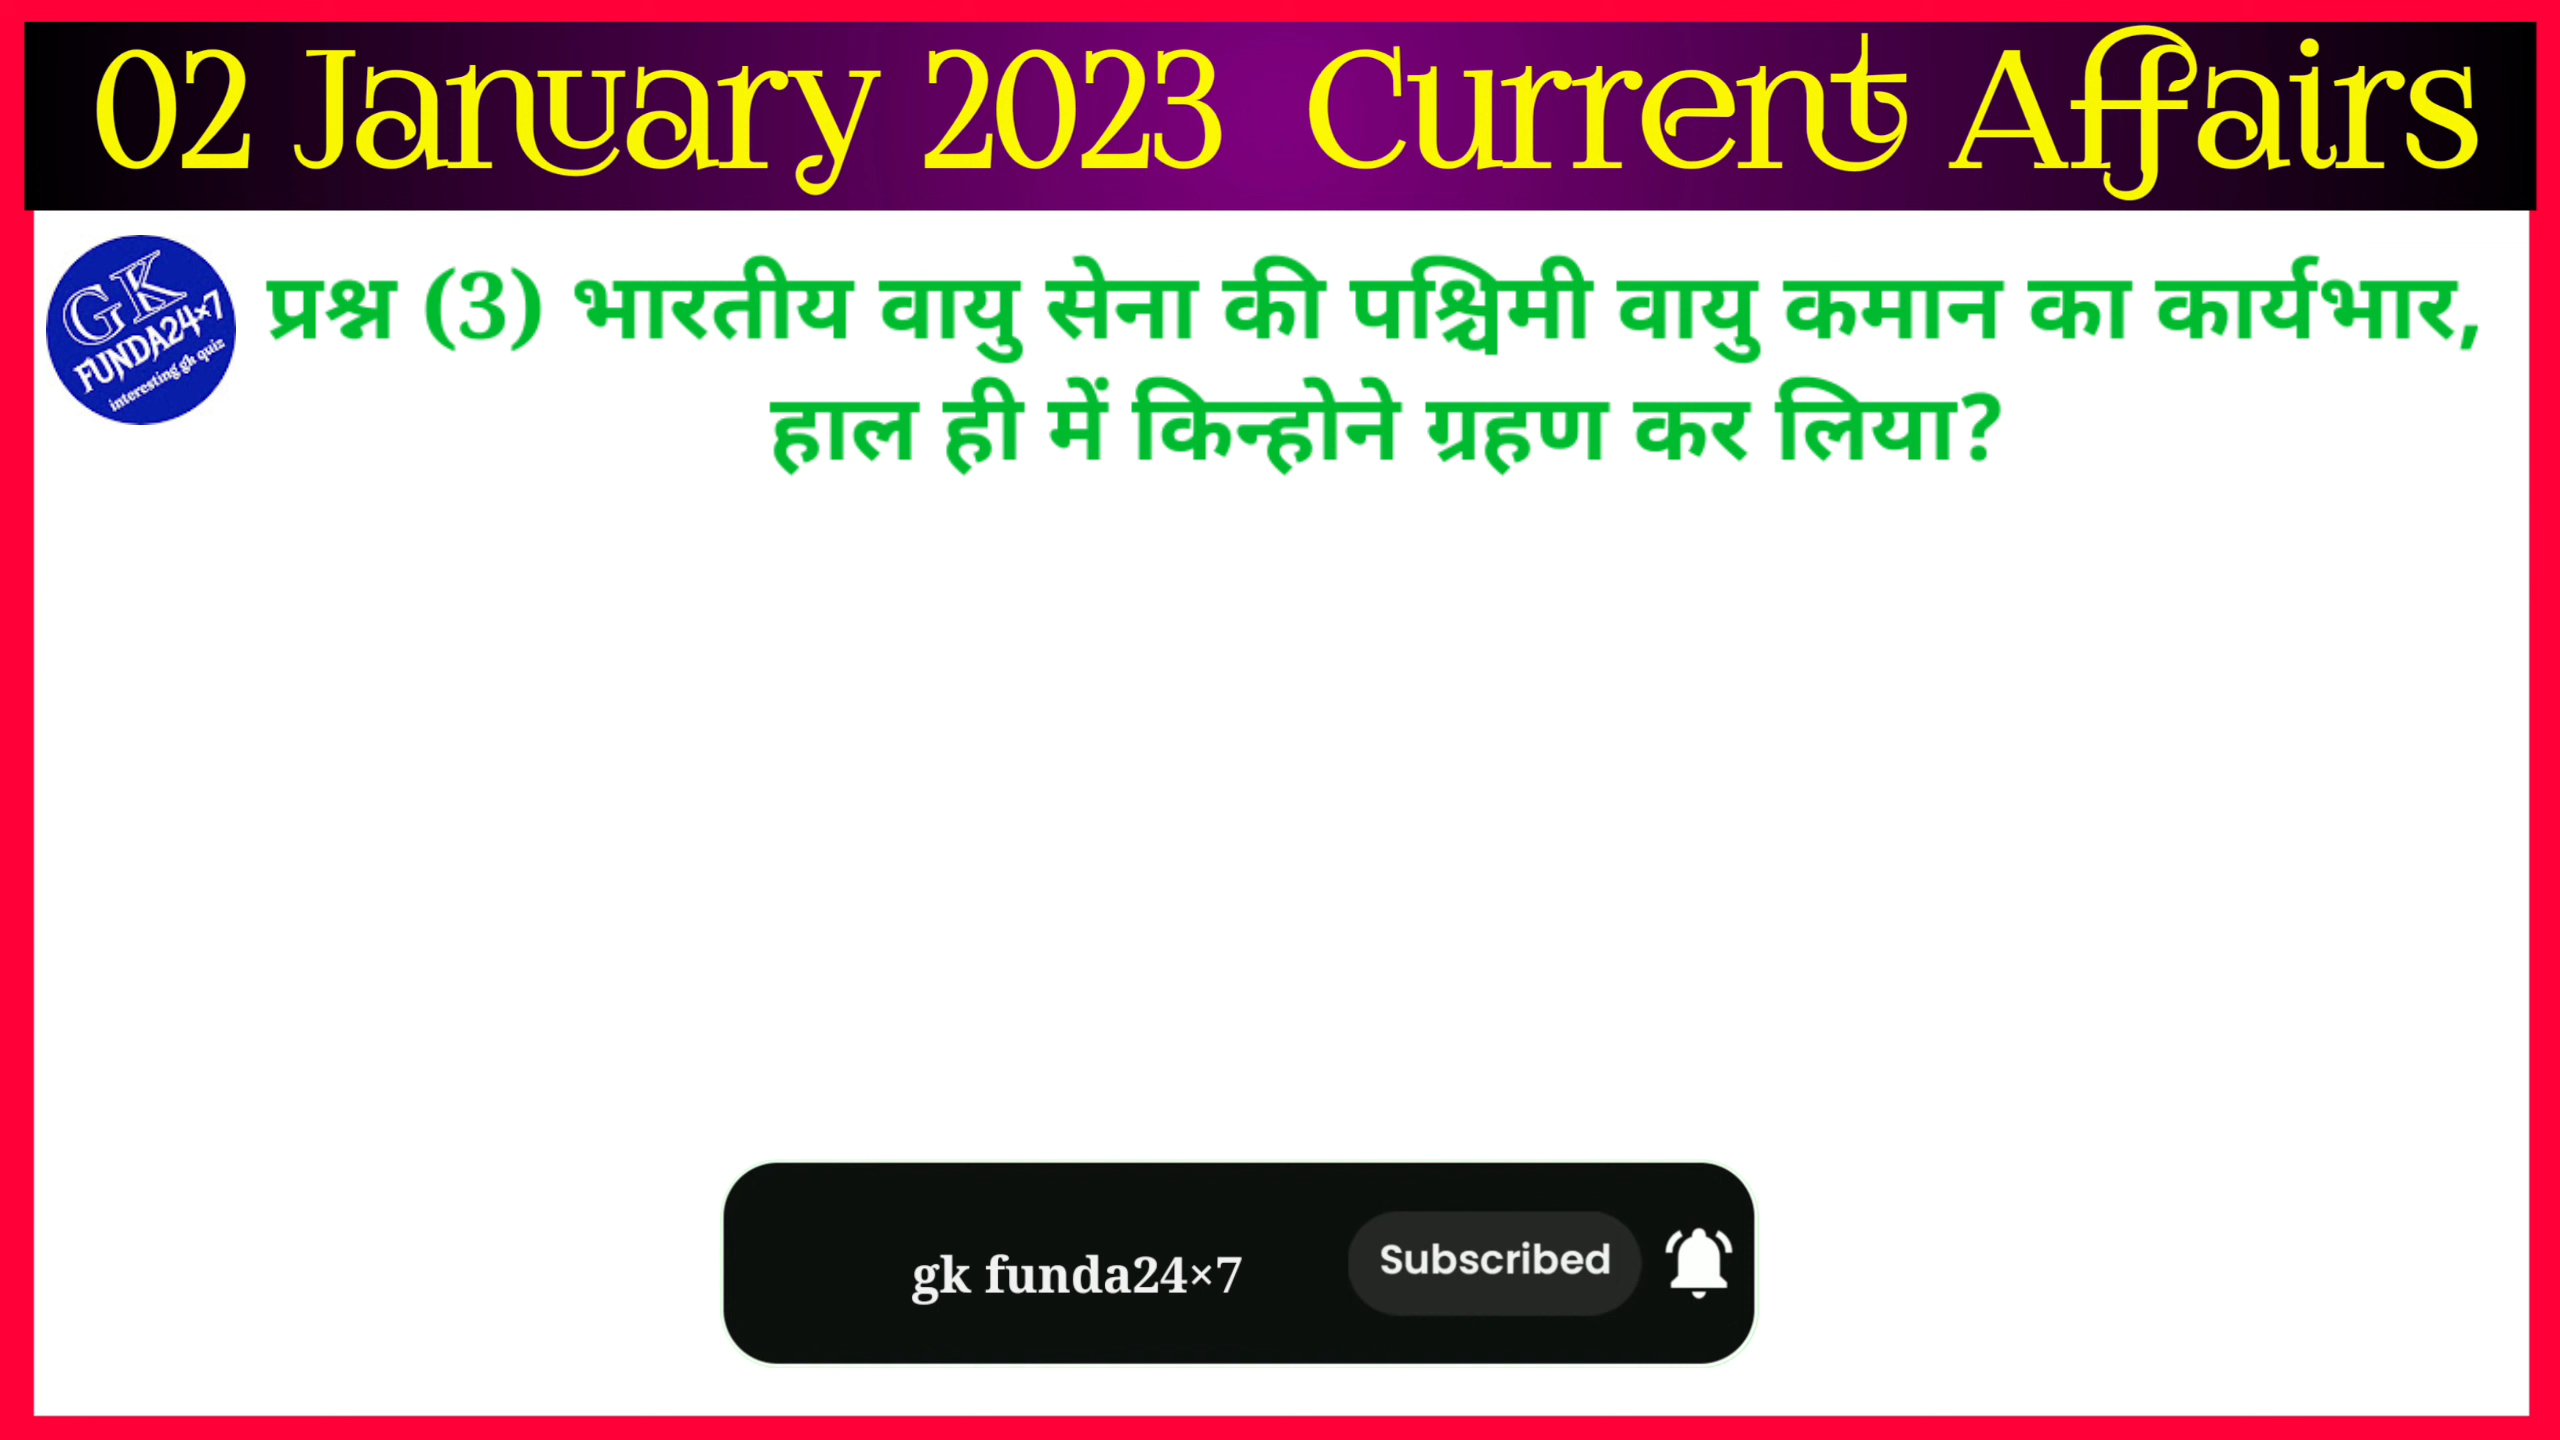 02 January 2023 Current Affairs
GK
FUNDA24×7
interesting gk quiz
प्रश्न (3) भारतीय वायु सेना की पश्चिमी वायु कमान का कार्यभार,
हाल ही में किन्होने ग्रहण कर लिया?
gk funda24×7
Subscribed